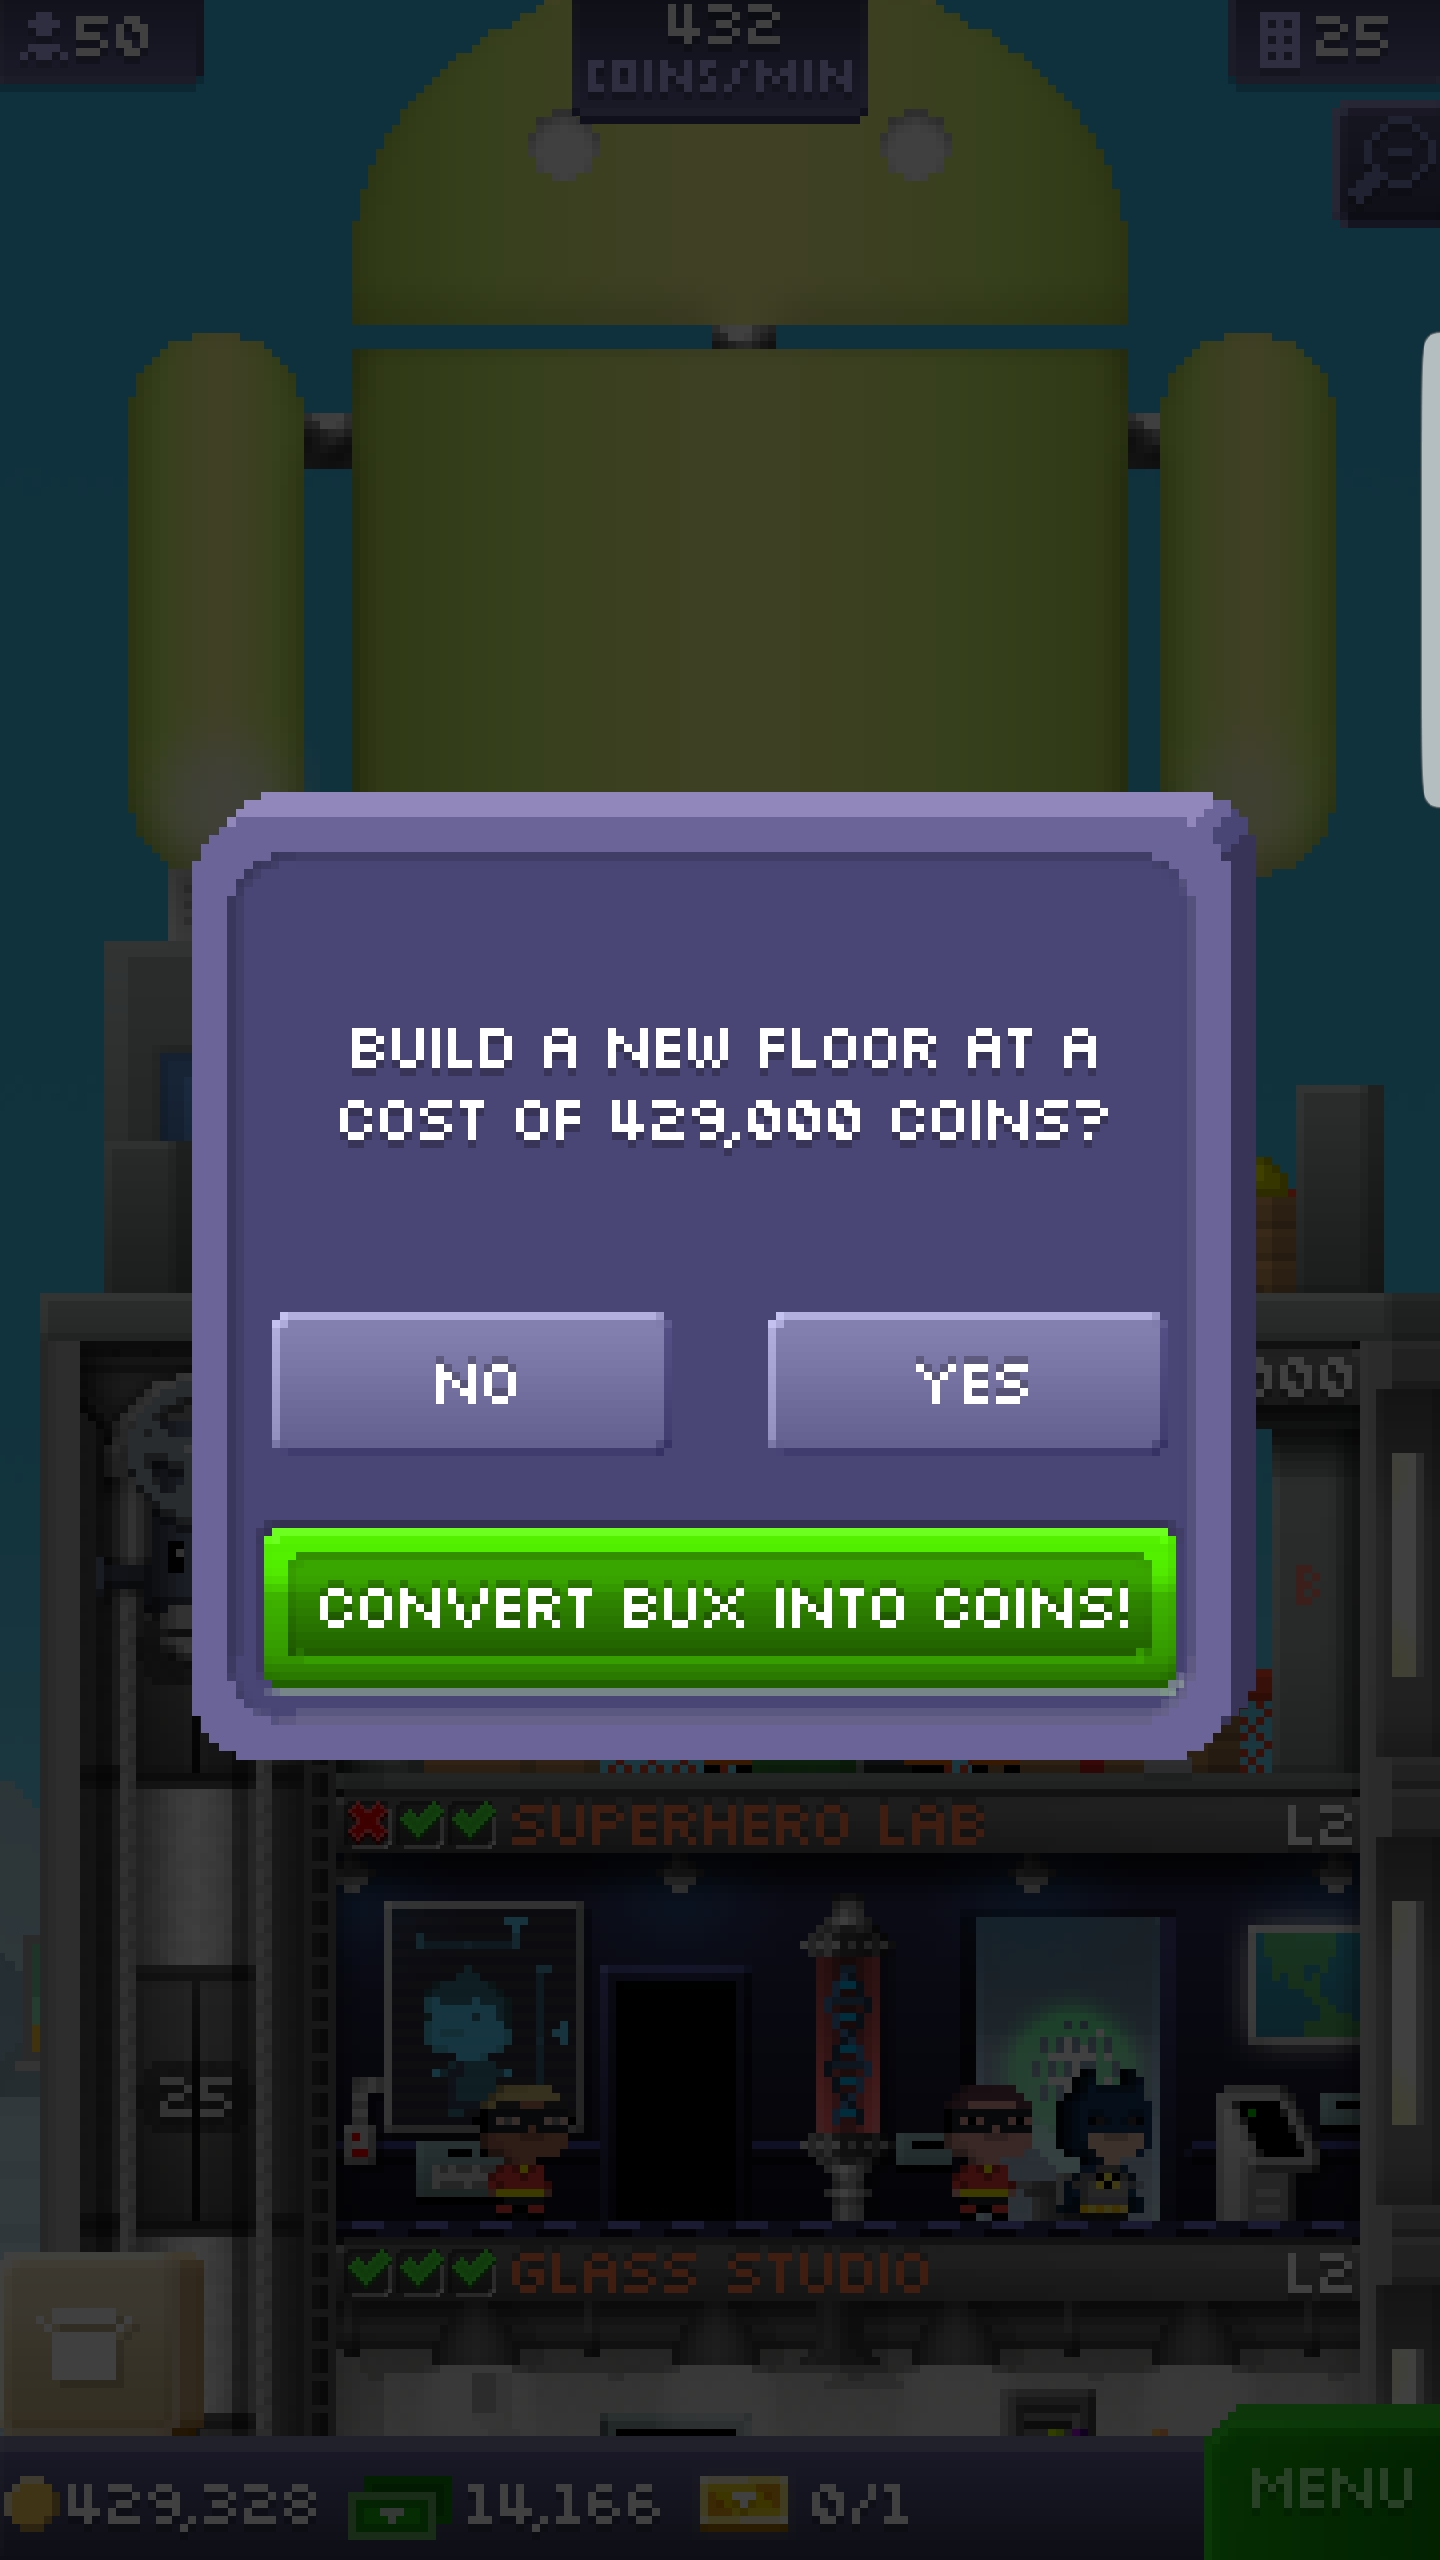 50
432
COINS/MIN
25
BUILD A NEW FLOOR AT A
COST OF 429,000 COINS?
NO
YES
000
B
CONVERT BUX INTO COINS!
SUPERHERO LAB
L2
25
GLASS STUDIO
L2
429,328
14,166
0/1
MENU